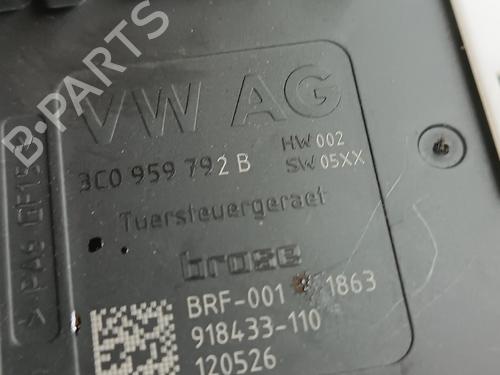 VW AG
3C0 959 792 B
HW 002
SW 05XX
Tuersteuergeraet
brose
BRF-001 1863
918433-110
120526
B-PARTS